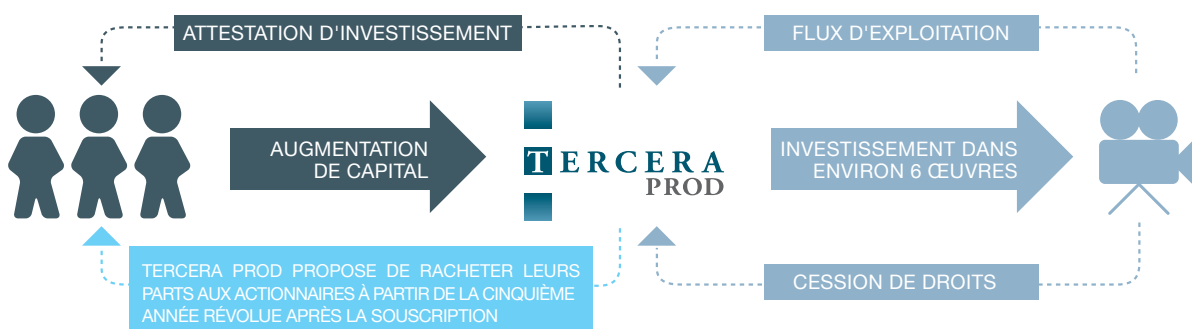 ATTESTATION D'INVESTISSEMENT
FLUX D'EXPLOITATION
AUGMENTATION
DE CAPITAL
TERCERA
PROD
INVESTISSEMENT DANS
ENVIRON 6 ŒUVRES
TERCERA PROD PROPOSE DE RACHETER LEURS
PARTS AUX ACTIONNAIRES À PARTIR DE LA CINQUIÈME
ANNÉE RÉVOLUE APRÈS LA SOUSCRIPTION
CESSION DE DROITS